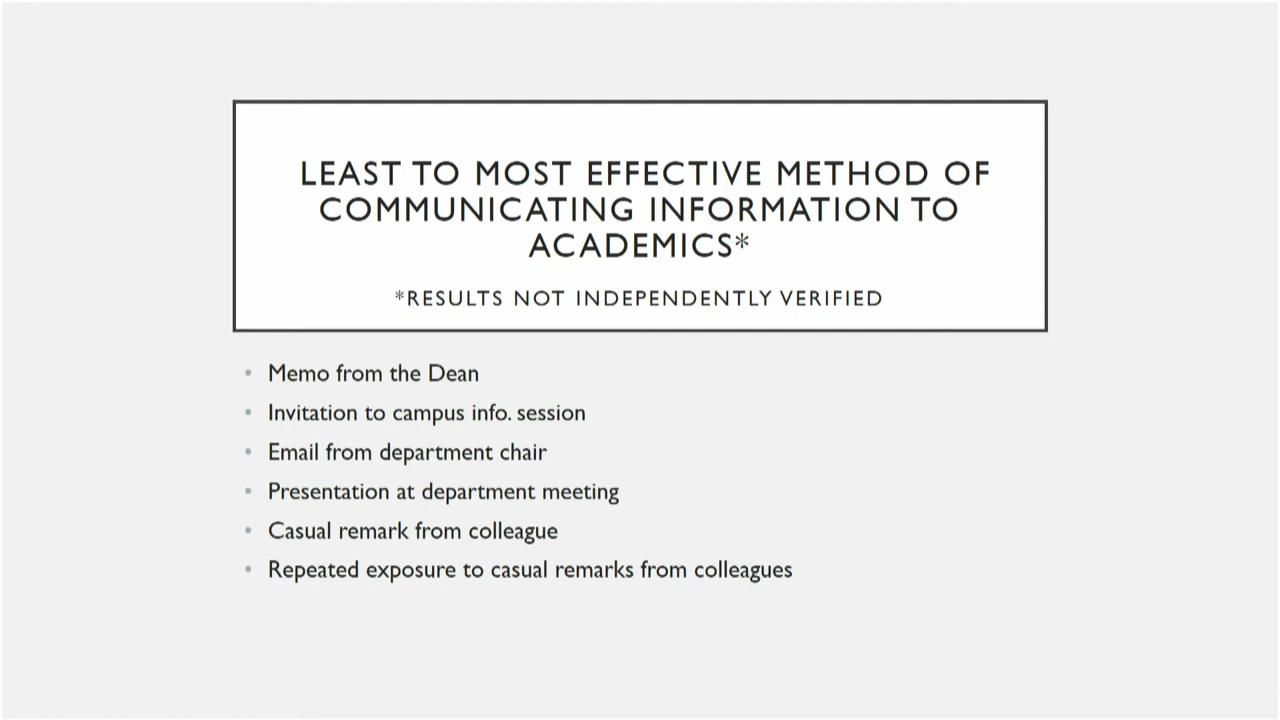 LEAST TO MOST EFFECTIVE METHOD OF
COMMUNICATING INFORMATION TO
ACADEMICS*
*RESULTS NOT INDEPENDENTLY VERIFIED
• Memo from the Dean
• Invitation to campus info. session
• Email from department chair
• Presentation at department meeting
• Casual remark from colleague
• Repeated exposure to casual remarks from colleagues